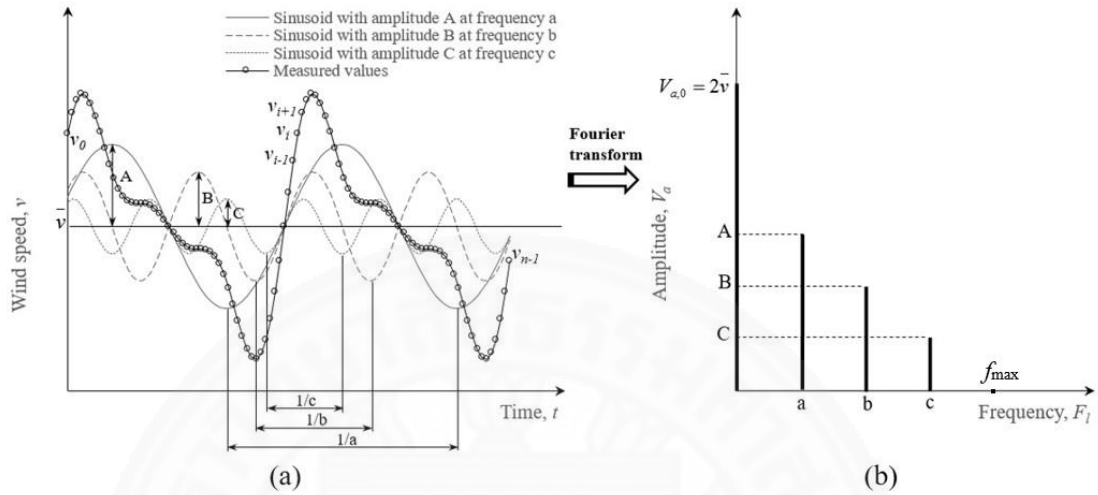 Sinusoid with amplitude A at frequency a
Sinusoid with amplitude B at frequency b
Sinusoid with amplitude C at frequency c
Measured values
v₀
vᵢ₊₁
vᵢ
vᵢ₋₁
A
B
C
v̄
vₙ₋₁
Wind speed, v
Time, t
1/c
1/b
1/a
(a)
Fourier
transform
Vₐ,₀ = 2v̄
Amplitude, Vₐ
A
B
C
fmax
a b c
Frequency, Fₗ
(b)